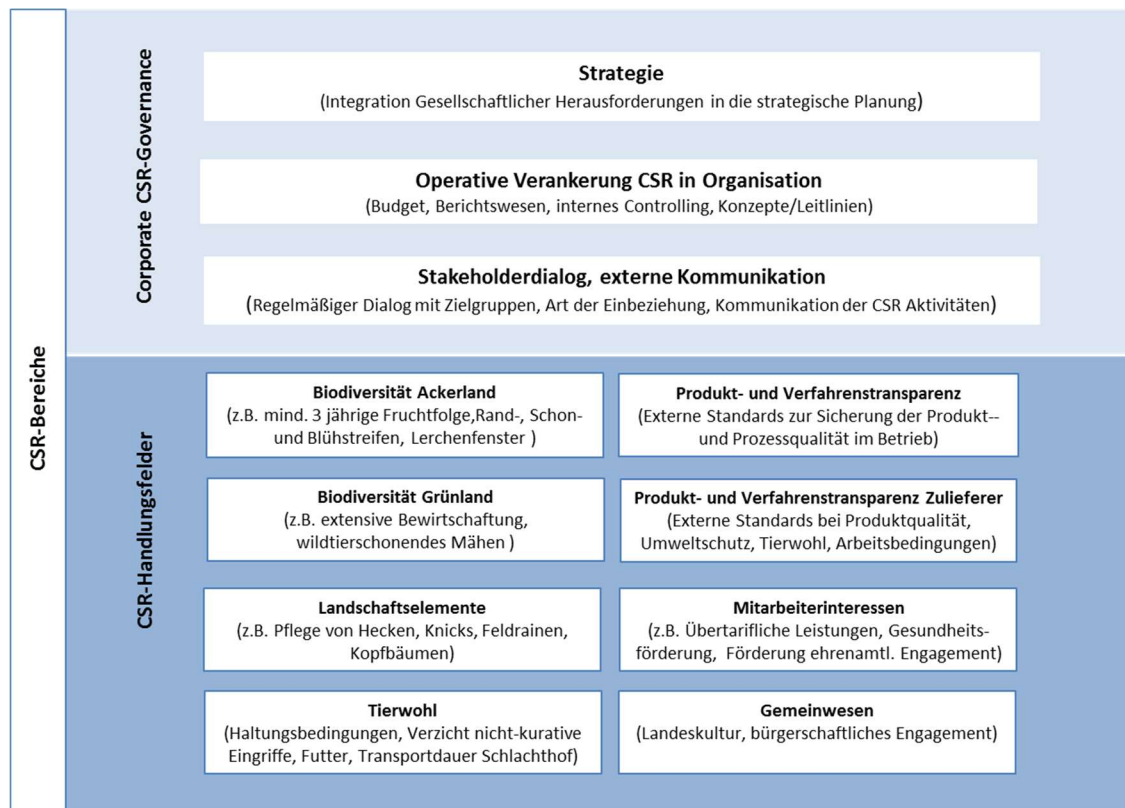 CSR-Bereiche
Corporate CSR-Governance
Strategie
(Integration Gesellschaftlicher Herausforderungen in die strategische Planung)
Operative Verankerung CSR in Organisation
(Budget, Berichtswesen, internes Controlling, Konzepte/Leitlinien)
Stakeholderdialog, externe Kommunikation
(Regelmäßiger Dialog mit Zielgruppen, Art der Einbeziehung, Kommunikation der CSR Aktivitäten)
CSR-Handlungsfelder
Biodiversität Ackerland
(z.B. mind. 3 jährige Fruchtfolge,Rand-, Schon-
und Blühstreifen, Lerchenfenster )
Produkt- und Verfahrenstransparenz
(Externe Standards zur Sicherung der Produkt--
und Prozessqualität im Betrieb)
Biodiversität Grünland
(z.B. extensive Bewirtschaftung,
wildtierschonendes Mähen )
Produkt- und Verfahrenstransparenz Zulieferer
(Externe Standards bei Produktqualität,
Umweltschutz, Tierwohl, Arbeitsbedingungen)
Landschaftselemente
(z.B. Pflege von Hecken, Knicks, Feldrainen,
Kopfbäumen)
Mitarbeiterinteressen
(z.B. Übertarifliche Leistungen, Gesundheits-
förderung, Förderung ehrenamtl. Engagement)
Tierwohl
(Haltungsbedingungen, Verzicht nicht-kurative
Eingriffe, Futter, Transportdauer Schlachthof)
Gemeinwesen
(Landeskultur, bürgerschaftliches Engagement)